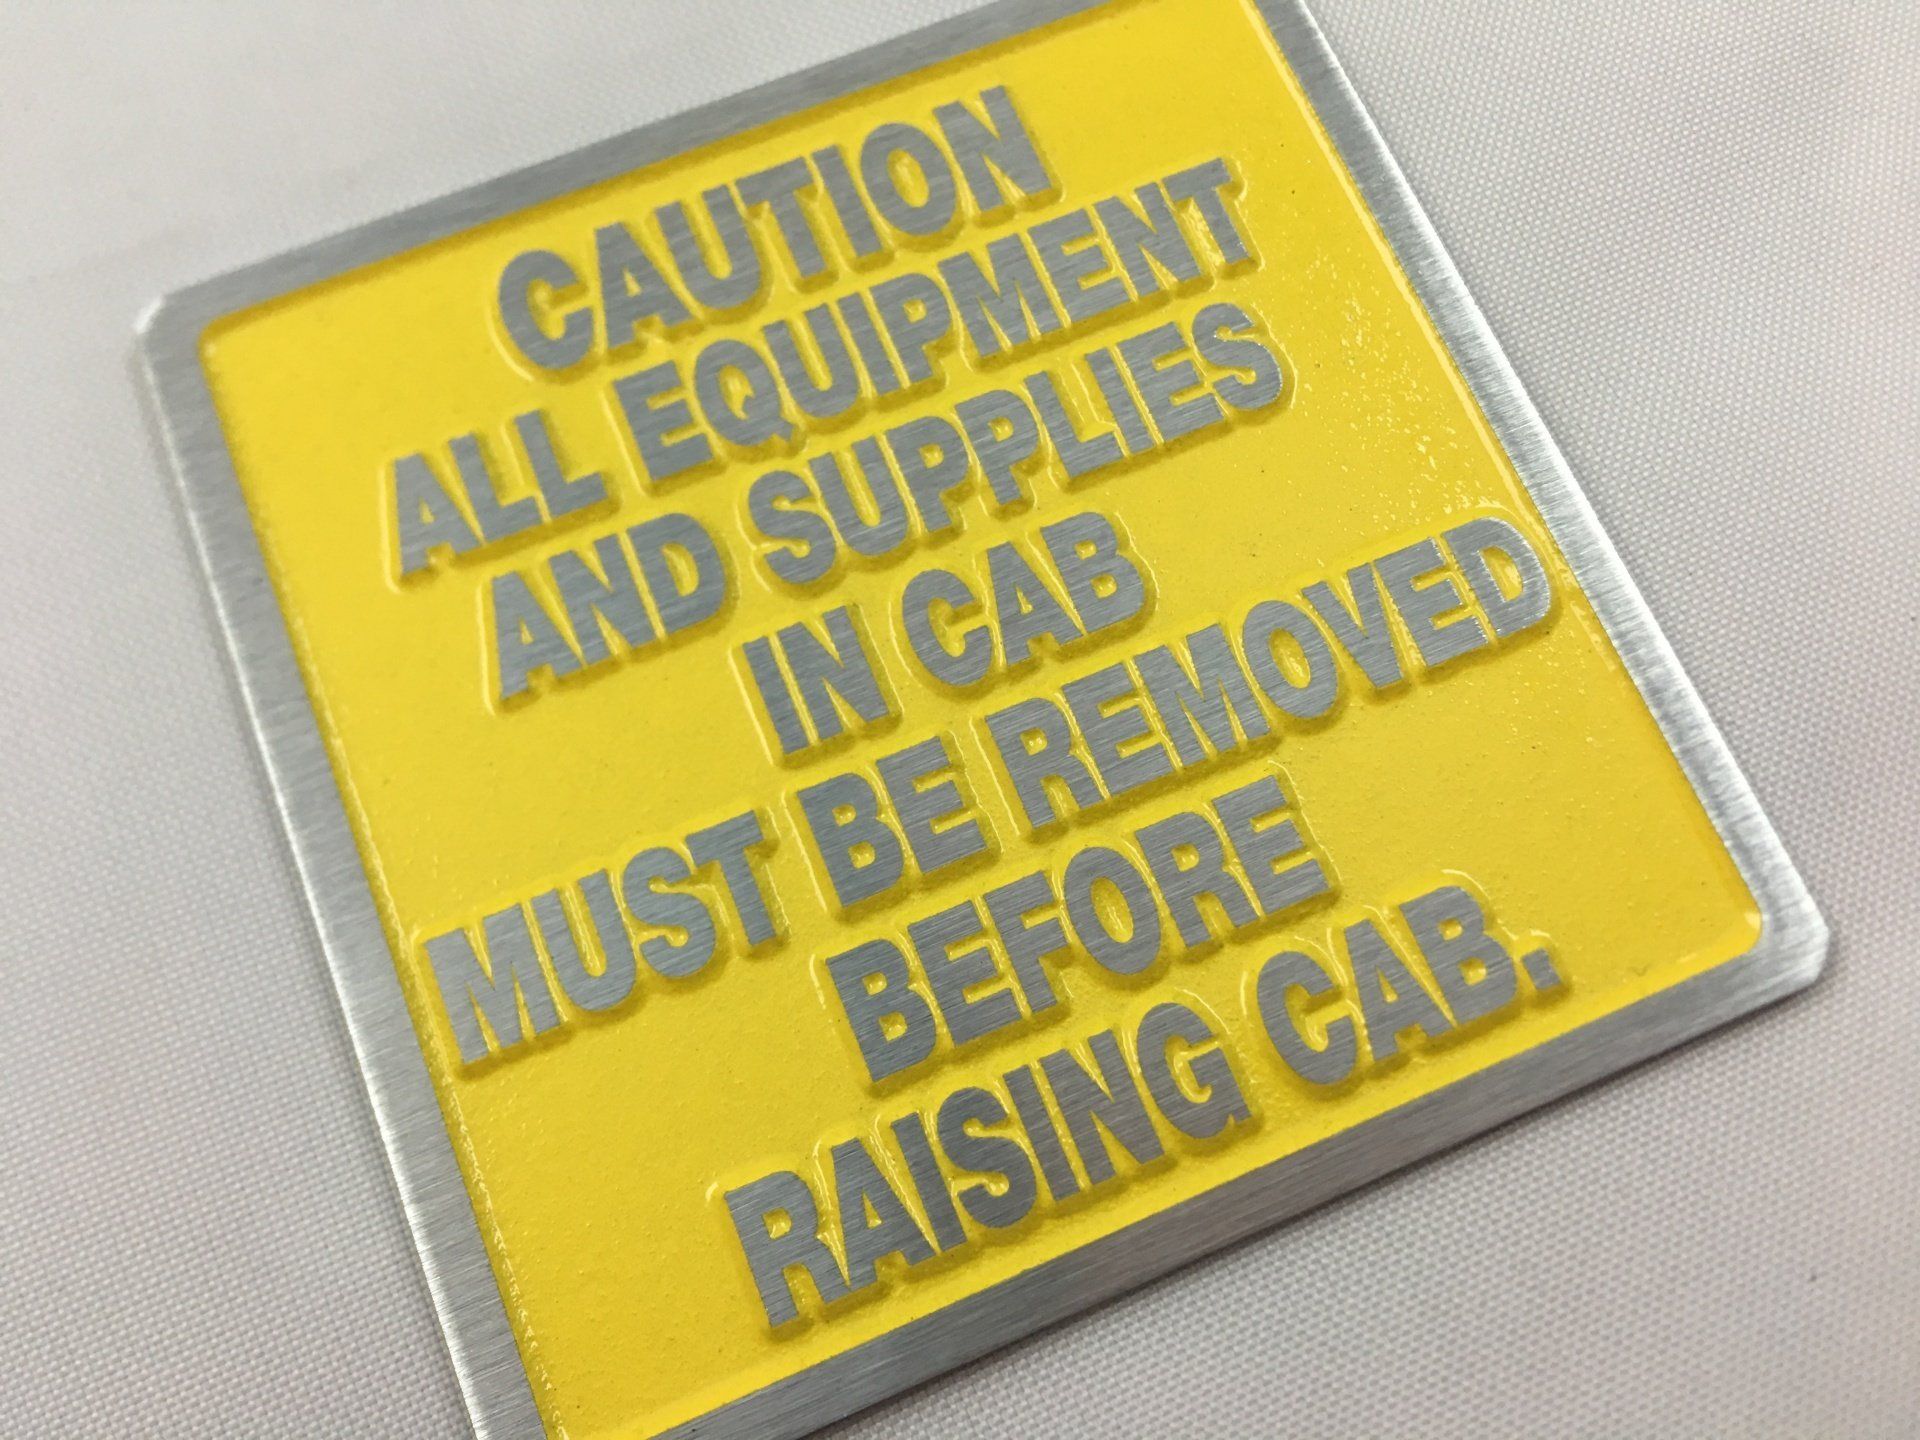 CAUTION
ALL EQUIPMENT
AND SUPPLIES
IN CAB
MUST BE REMOVED
BEFORE
RAISING CAB.